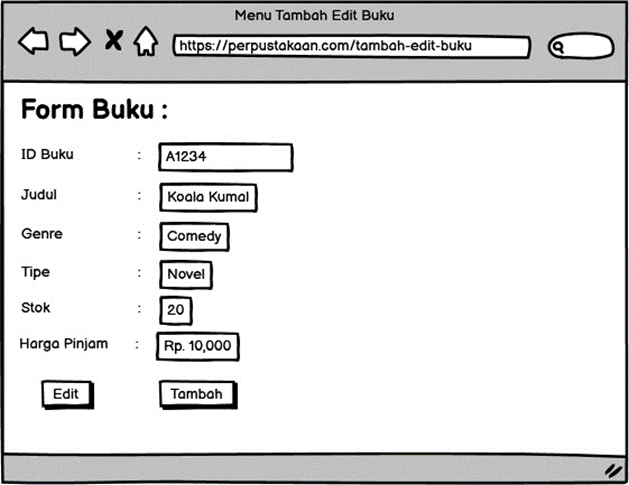 Menu Tambah Edit Buku
https://perpustakaan.com/tambah-edit-buku
Form Buku :
ID Buku : A1234
Judul : Koala Kumal
Genre : Comedy
Tipe : Novel
Stok : 20
Harga Pinjam : Rp. 10,000
Edit Tambah